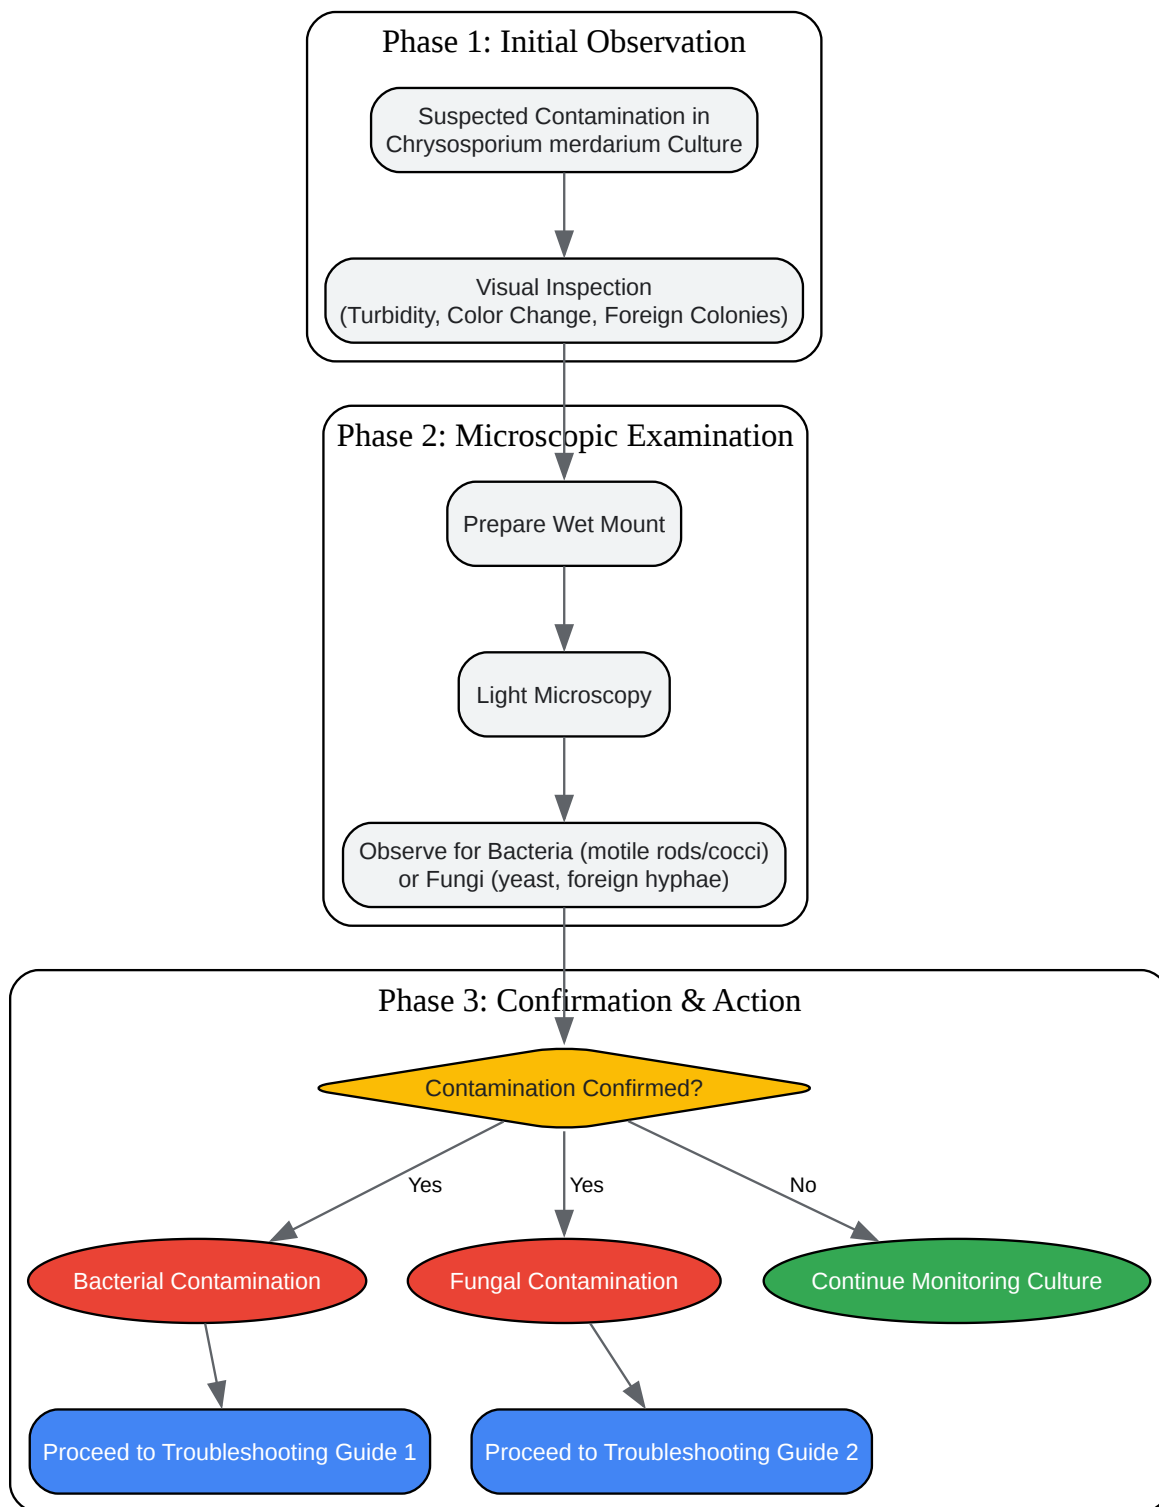 Phase 1: Initial Observation
Suspected Contamination in
Chrysosporium merdarium Culture
Visual Inspection
(Turbidity, Color Change, Foreign Colonies)
Phase 2: Microscopic Examination
Prepare Wet Mount
Light Microscopy
Observe for Bacteria (motile rods/cocci)
or Fungi (yeast, foreign hyphae)
Phase 3: Confirmation & Action
Contamination Confirmed?
Yes
Yes
No
Bacterial Contamination
Fungal Contamination
Continue Monitoring Culture
Proceed to Troubleshooting Guide 1
Proceed to Troubleshooting Guide 2